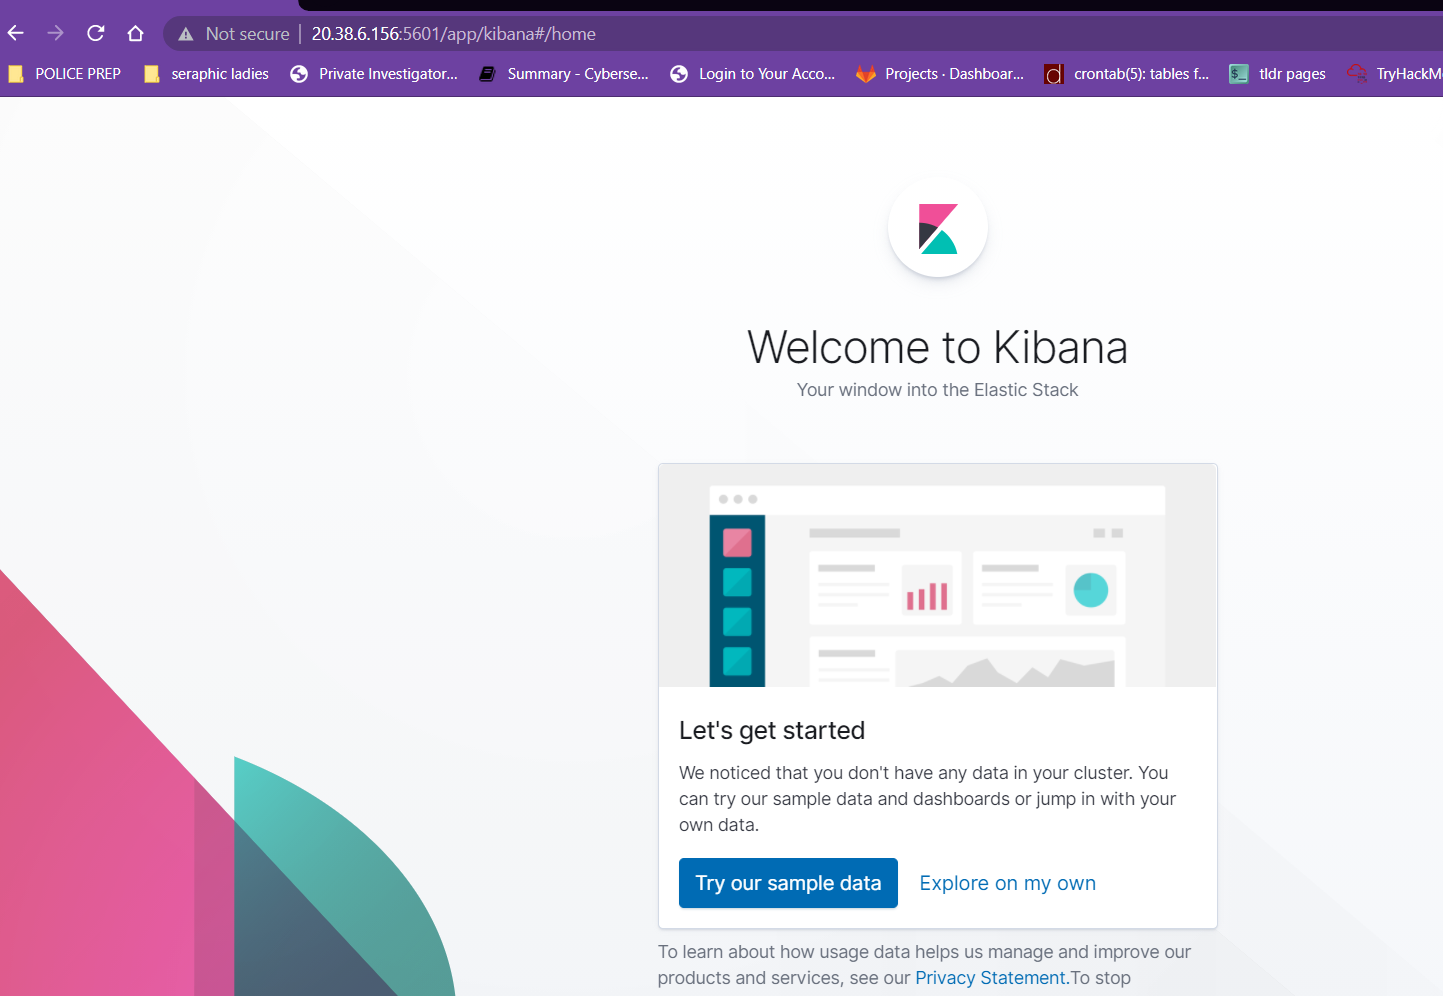 Not secure | 20.38.6.156:5601/app/kibana#/home
POLICE PREP seraphic ladies Private Investigator... Summary - Cyberse... Login to Your Acco... Projects · Dashboar... crontab(5): tables f... tldr pages TryHackM
Welcome to Kibana
Your window into the Elastic Stack
Let's get started
We noticed that you don't have any data in your cluster. You
can try our sample data and dashboards or jump in with your
own data.
Try our sample data Explore on my own
To learn about how usage data helps us manage and improve our
products and services, see our Privacy Statement.To stop